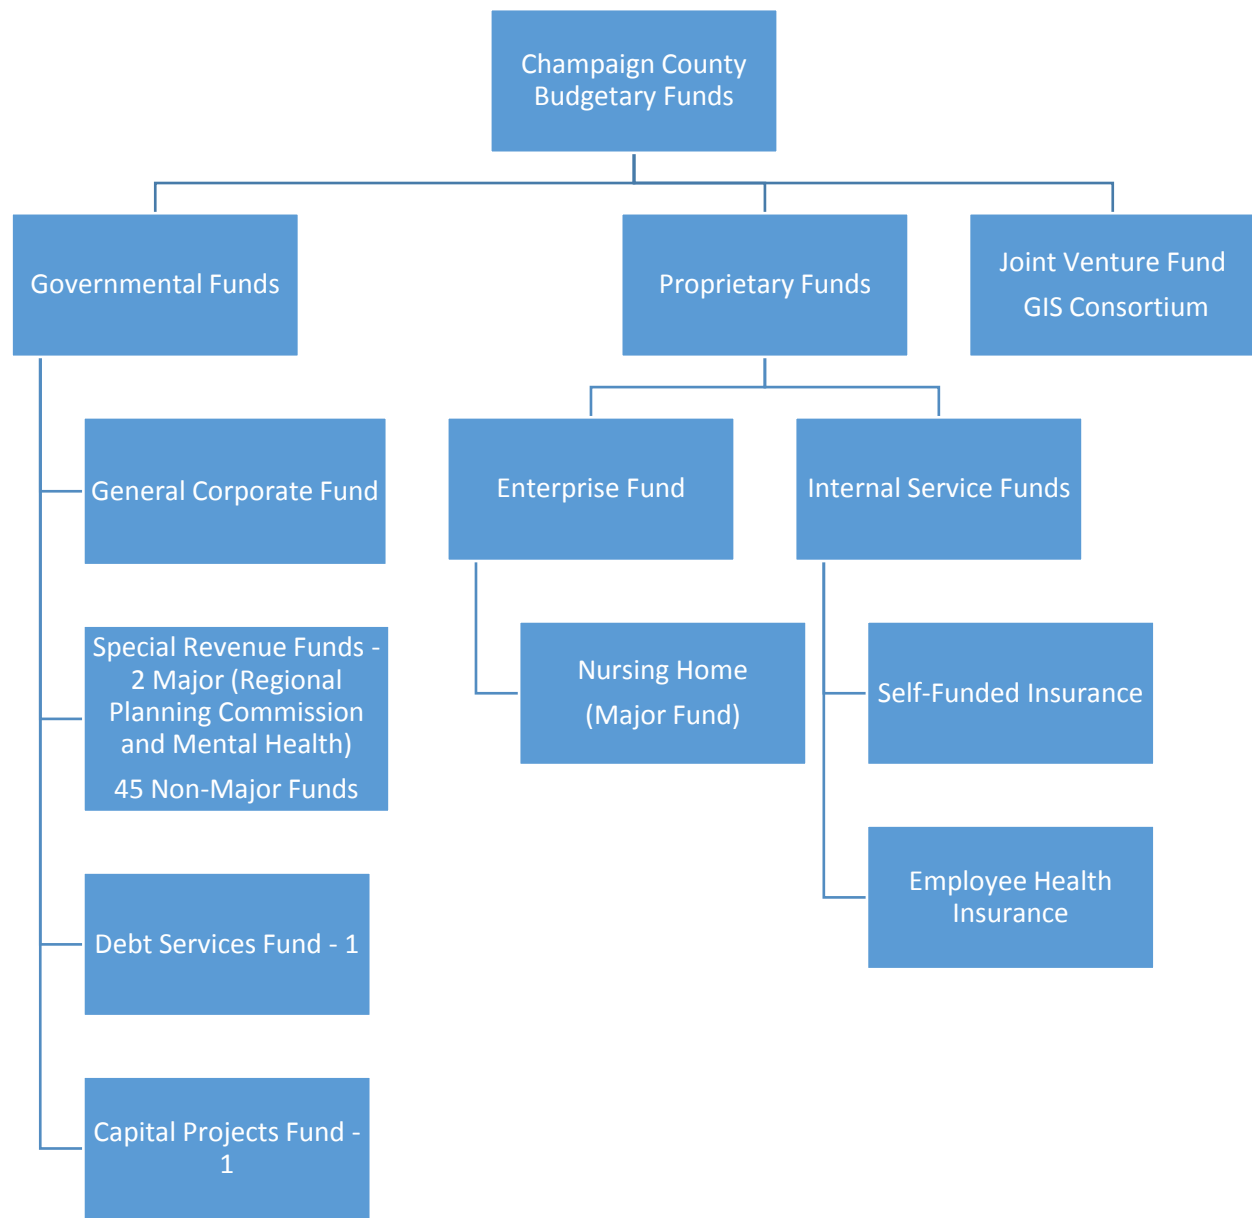 Champaign County
Budgetary Funds
Governmental Funds
Proprietary Funds
Joint Venture Fund
GIS Consortium
General Corporate Fund
Enterprise Fund
Internal Service Funds
Special Revenue Funds -
2 Major (Regional
Planning Commission
and Mental Health)
45 Non-Major Funds
Nursing Home
(Major Fund)
Self-Funded Insurance
Debt Services Fund - 1
Employee Health
Insurance
Capital Projects Fund -
1